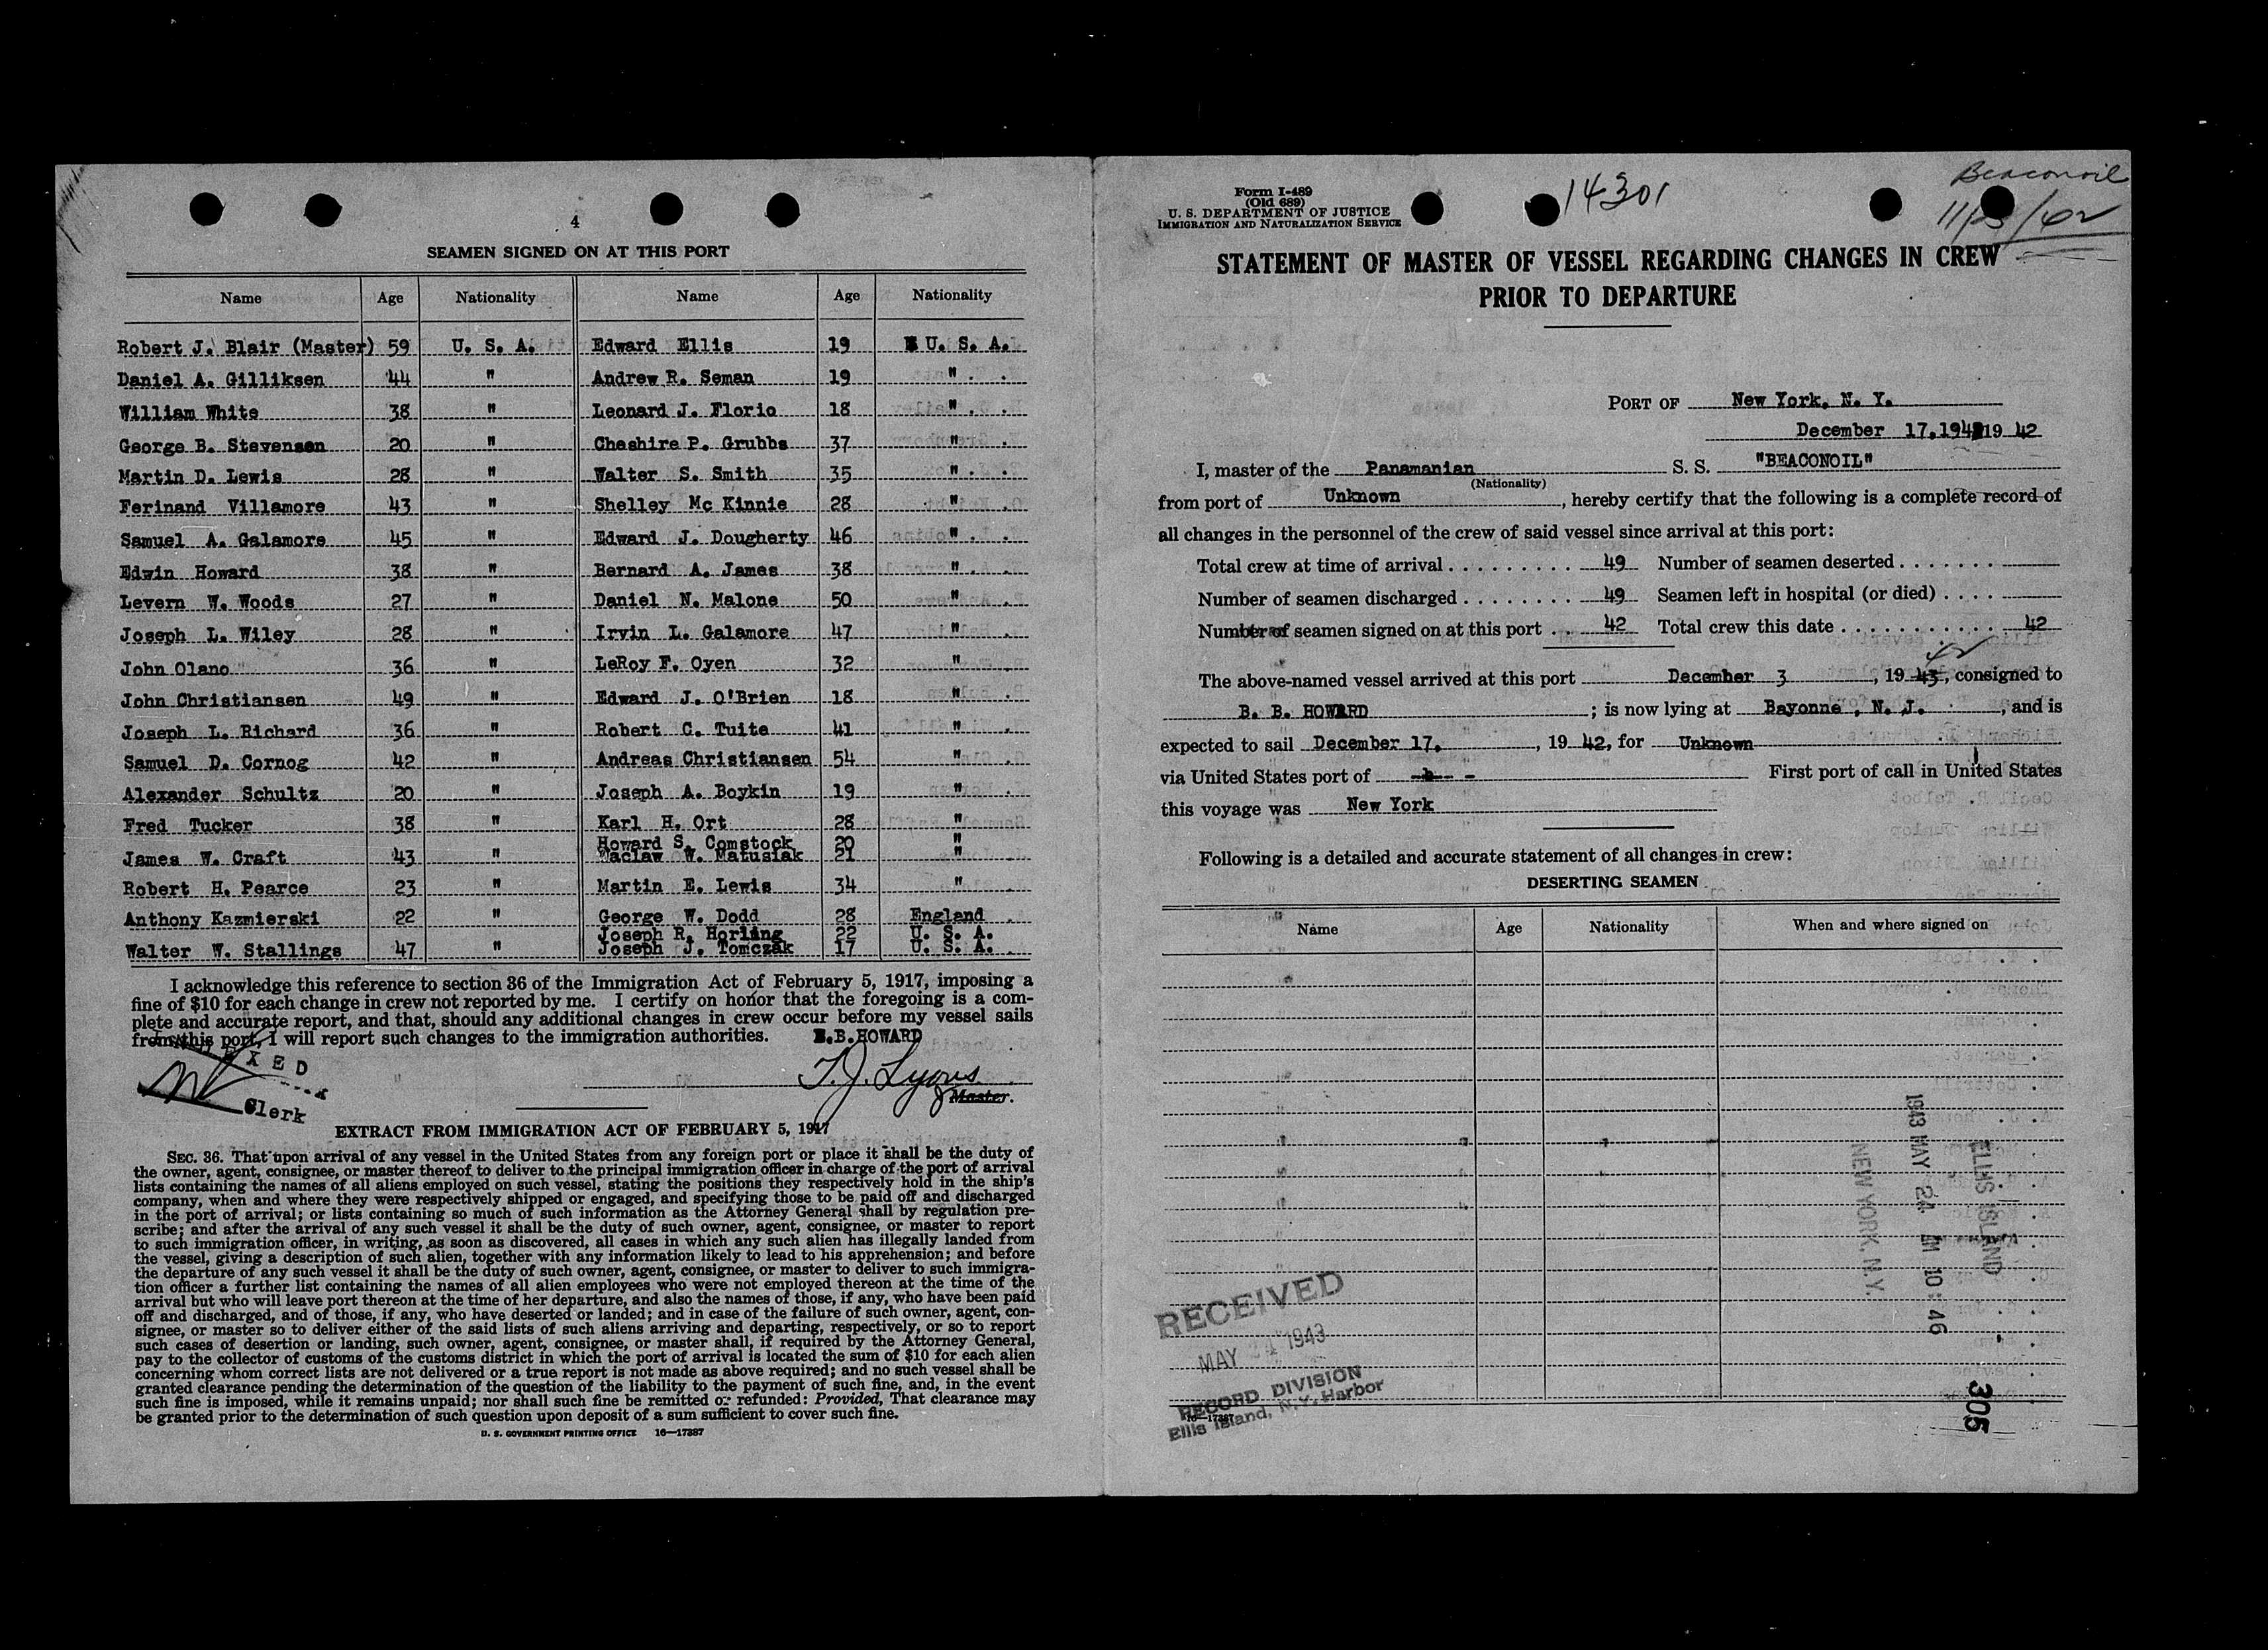 4
SEAMEN SIGNED ON AT THIS PORT
Name Age Nationality Name Age Nationality
Robert J. Blair (Master) 59 U. S. A. Edward Ellis 19 U. S. A.
Daniel A. Gilliksen 44 " Andrew R. Seman 19 "
William White 38 " Leonard J. Florio 18 "
George B. Stevensen 20 " Cheshire P. Grubbs 37 "
Martin D. Lewis 28 " Walter S. Smith 35 "
Ferinand Villamore 43 " Shelley Mc Kinnie 28 "
Samuel A. Galamore 45 " Edward J. Dougherty 46 "
Edwin Howard 38 " Bernard A. James 38 "
Levern W. Woods 27 " Daniel N. Malone 50 "
Joseph L. Wiley 28 " Irvin L. Galamore 47 "
John Olano 36 " LeRoy F. Oyen 32 "
John Christiansen 49 " Edward J. O'Brien 18 "
Joseph L. Richard 36 " Robert C. Tuite 41 "
Samuel D. Cornog 42 " Andreas Christiansen 54 "
Alexander Schultz 20 " Joseph A. Boykin 19 "
Fred Tucker 38 " Karl H. Ort 28 "
Howard S. Comstock 20 "
James W. Craft 43 " Waclaw W. Matusiak 21 "
Robert H. Pearce 23 " Martin E. Lewis 34 "
Anthony Kazmierski 22 " George W. Dodd 28 England
Joseph R. Horling 22 U. S. A.
Walter W. Stallings 47 " Joseph J. Tomczak 17 U. S. A.
I acknowledge this reference to section 36 of the Immigration Act of February 5, 1917, imposing a
fine of $10 for each change in crew not reported by me. I certify on honor that the foregoing is a com-
plete and accurate report, and that, should any additional changes in crew occur before my vessel sails
from this port, I will report such changes to the immigration authorities. B.B.HOWARD
XED
T. J. Lyons
Master.
Clerk
EXTRACT FROM IMMIGRATION ACT OF FEBRUARY 5, 1917
SEC. 36. That upon arrival of any vessel in the United States from any foreign port or place it shall be the duty of
the owner, agent, consignee, or master thereof to deliver to the principal immigration officer in charge of the port of arrival
lists containing the names of all aliens employed on such vessel, stating the positions they respectively hold in the ship's
company, when and where they were respectively shipped or engaged, and specifying those to be paid off and discharged
in the port of arrival; or lists containing so much of such information as the Attorney General shall by regulation pre-
scribe; and after the arrival of any such vessel it shall be the duty of such owner, agent, consignee, or master to report
to such immigration officer, in writing, as soon as discovered, all cases in which any such alien has illegally landed from
the vessel, giving a description of such alien, together with any information likely to lead to his apprehension; and before
the departure of any such vessel it shall be the duty of such owner, agent, consignee, or master to deliver to such immigra-
tion officer a further list containing the names of all alien employees who were not employed thereon at the time of the
arrival but who will leave port thereon at the time of her departure, and also the names of those, if any, who have been paid
off and discharged, and of those, if any, who have deserted or landed; and in case of the failure of such owner, agent, con-
signee, or master so to deliver either of the said lists of such aliens arriving and departing, respectively, or so to report
such cases of desertion or landing, such owner, agent, consignee, or master shall, if required by the Attorney General,
pay to the collector of customs of the customs district in which the port of arrival is located the sum of $10 for each alien
concerning whom correct lists are not delivered or a true report is not made as above required; and no such vessel shall be
granted clearance pending the determination of the question of the liability to the payment of such fine, and, in the event
such fine is imposed, while it remains unpaid; nor shall such fine be remitted or refunded: Provided, That clearance may
be granted prior to the determination of such question upon deposit of a sum sufficient to cover such fine.
U. S. GOVERNMENT PRINTING OFFICE 16—17387
Form I-489
(Old 689)
U. S. DEPARTMENT OF JUSTICE
IMMIGRATION AND NATURALIZATION SERVICE
14301
Beaconoil
STATEMENT OF MASTER OF VESSEL REGARDING CHANGES IN CREW
PRIOR TO DEPARTURE
PORT OF New York, N. Y.
December 17, 19 42
I, master of the Panamanian S. S. "BEACONOIL"
(Nationality)
from port of Unknown, hereby certify that the following is a complete record of
all changes in the personnel of the crew of said vessel since arrival at this port:
Total crew at time of arrival . . . . . . . . . 49 Number of seamen deserted . . . . . . .
Number of seamen discharged . . . . . . . . 49 Seamen left in hospital (or died) . . . .
Number of seamen signed on at this port . . 42 Total crew this date . . . . . . . . . . . 42
42
The above-named vessel arrived at this port December 3, 19 43, consigned to
B. B. HOWARD; is now lying at Bayonne, N. J., and is
expected to sail December 17, 19 42, for Unknown
via United States port of - - - First port of call in United States
this voyage was New York
Following is a detailed and accurate statement of all changes in crew:
DESERTING SEAMEN
Name Age Nationality When and where signed on
ELLIS ISLAND
1943 MAY 24 10:46
NEW YORK, N.Y.
RECEIVED
MAY 24 1943
RECORD DIVISION
Ellis Island, N. Y. Harbor
16—17387
305